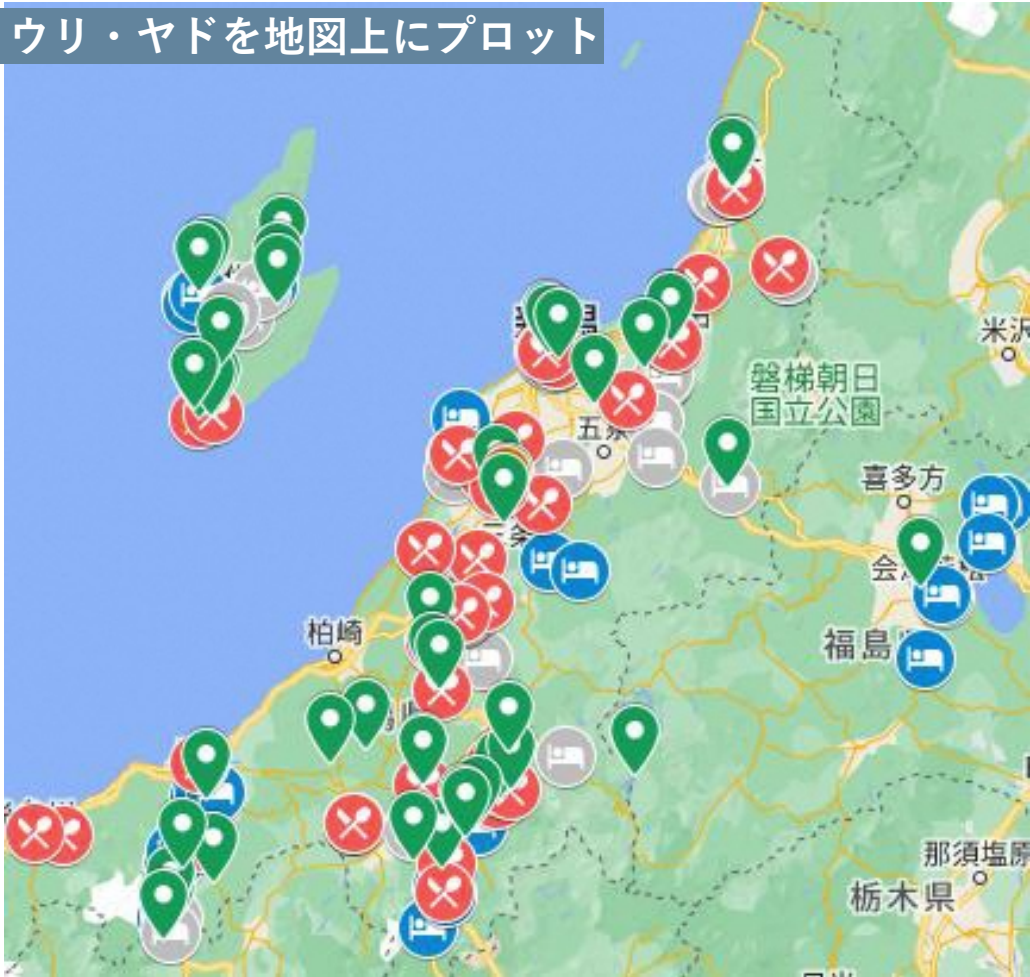 ウリ・ヤドを地図上にプロット
米沢
磐梯朝日
国立公園
五泉
喜多方
三条
柏崎
福島
那須塩原
栃木県